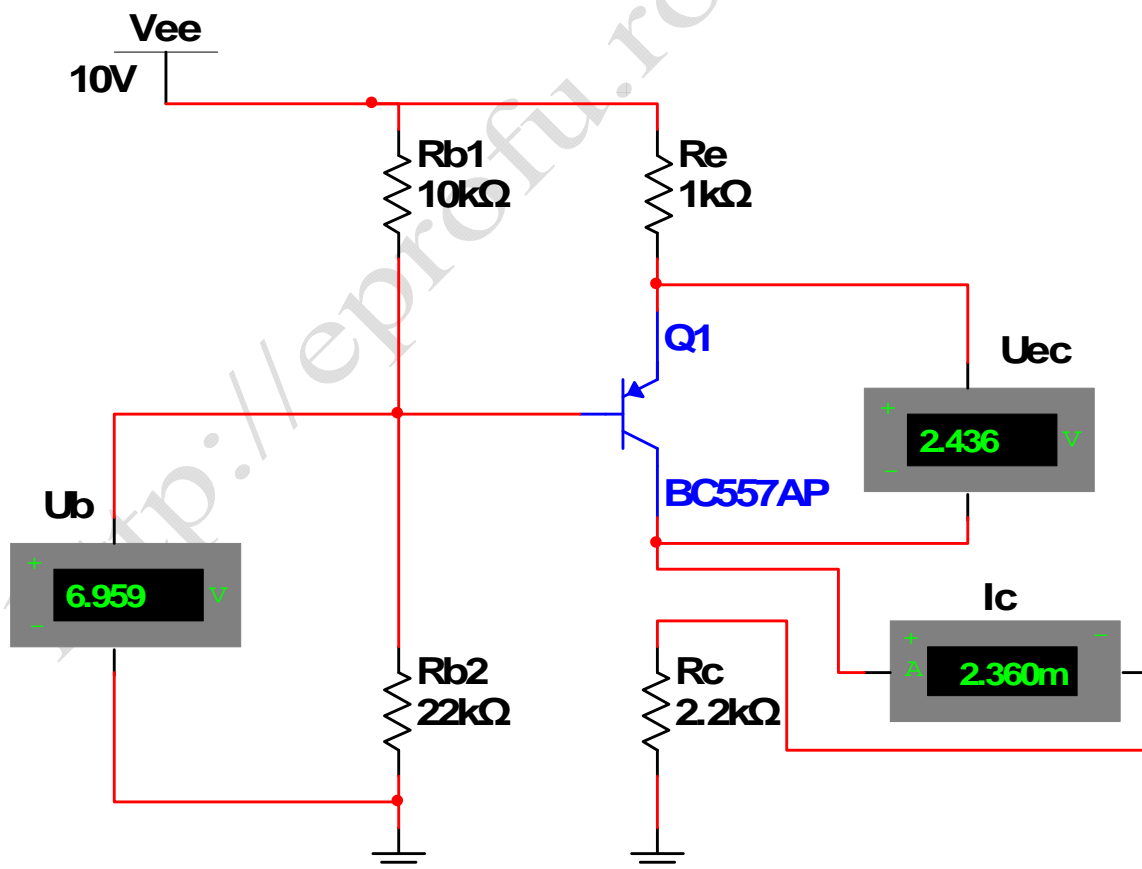 Vee
10V
Rb1
10kΩ
Re
1kΩ
Q1
Uec
+
2.436
V
-
BC557AP
Ub
+
6.959
V
-
Ic
+
-
A
2.360m
Rb2
22kΩ
Rc
2.2kΩ
http://eprofu.ro